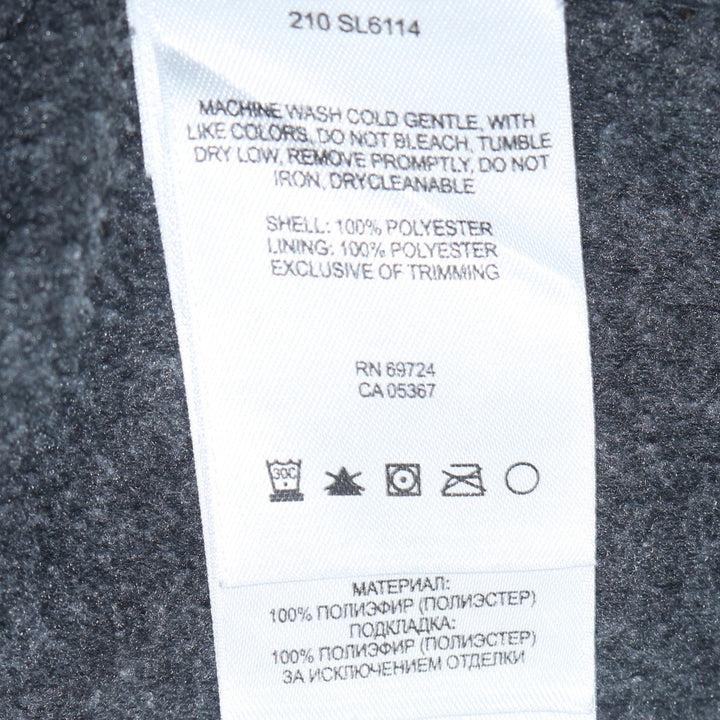 210 SL6114
MACHINE WASH COLD GENTLE, WITH
LIKE COLORS, DO NOT BLEACH, TUMBLE
DRY LOW, REMOVE PROMPTLY, DO NOT
IRON, DRYCLEANABLE
SHELL: 100% POLYESTER
LINING: 100% POLYESTER
EXCLUSIVE OF TRIMMING
RN 69724
CA 05367
30C
МАТЕРИАЛ:
100% ПОЛИЭФИР (ПОЛИЭСТЕР)
ПОДКЛАДКА:
100% ПОЛИЭФИР (ПОЛИЭСТЕР)
ЗА ИСКЛЮЧЕНИЕМ ОТДЕЛКИ